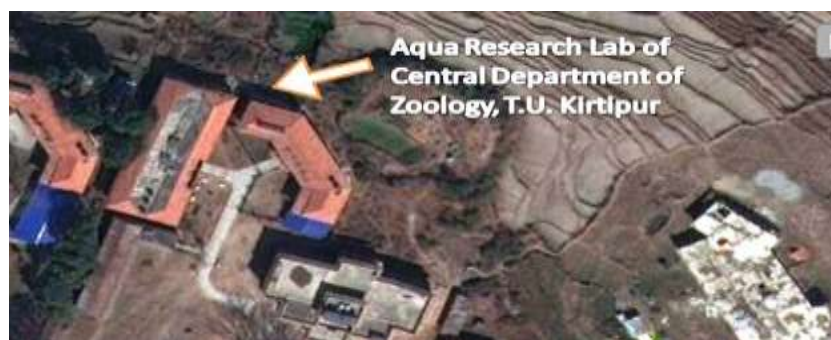 Aqua Research Lab of
Central Department of
Zoology, T.U. Kirtipur